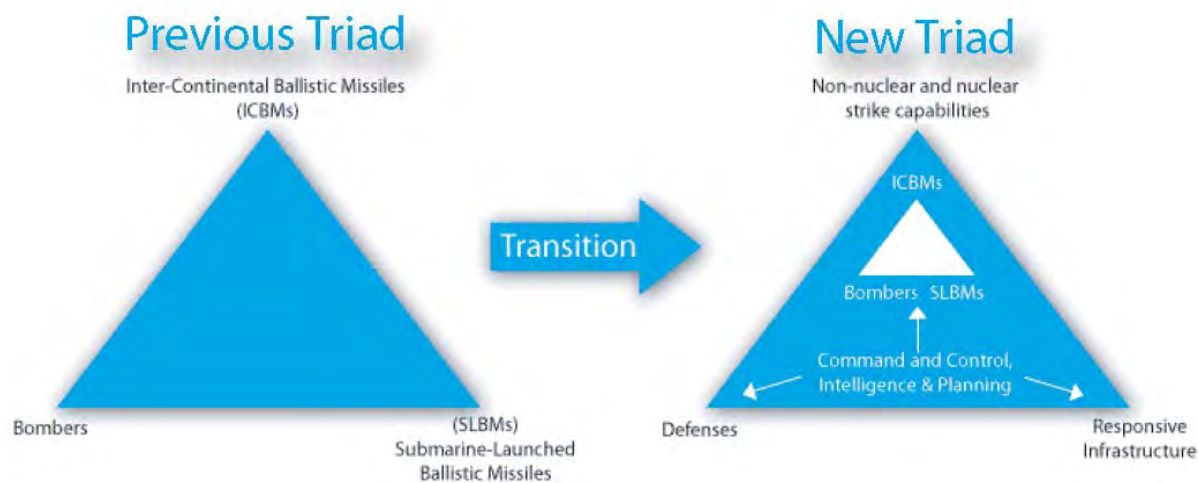 Previous Triad
Inter-Continental Ballistic Missiles
(ICBMs)
Bombers
(SLBMs)
Submarine-Launched
Ballistic Missiles
Transition
New Triad
Non-nuclear and nuclear
strike capabilities
ICBMs
Bombers SLBMs
Command and Control,
Intelligence & Planning
Defenses
Responsive
Infrastructure